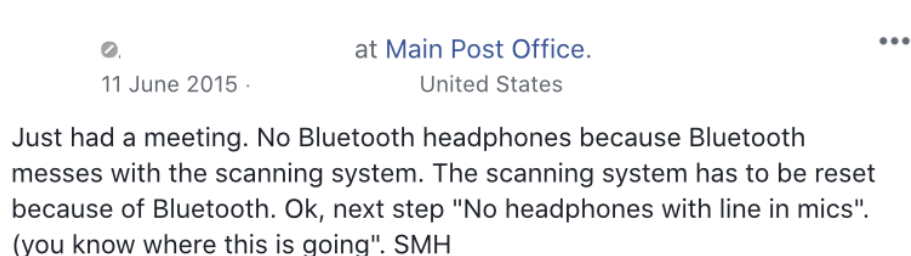 at Main Post Office.
11 June 2015 ·
United States
Just had a meeting. No Bluetooth headphones because Bluetooth
messes with the scanning system. The scanning system has to be reset
because of Bluetooth. Ok, next step "No headphones with line in mics".
(you know where this is going". SMH